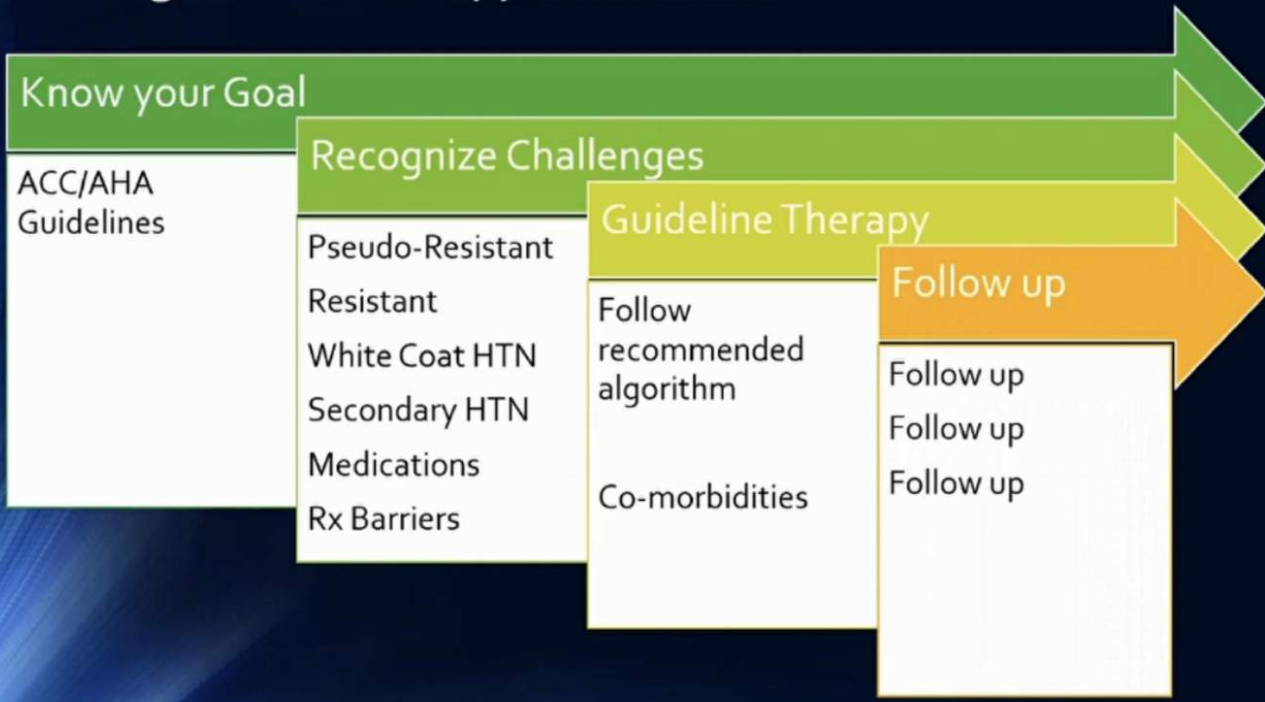 Know your Goal
ACC/AHA
Guidelines
Recognize Challenges
Pseudo-Resistant
Resistant
White Coat HTN
Secondary HTN
Medications
Rx Barriers
Guideline Therapy
Follow
recommended
algorithm
Co-morbidities
Follow up
Follow up
Follow up
Follow up